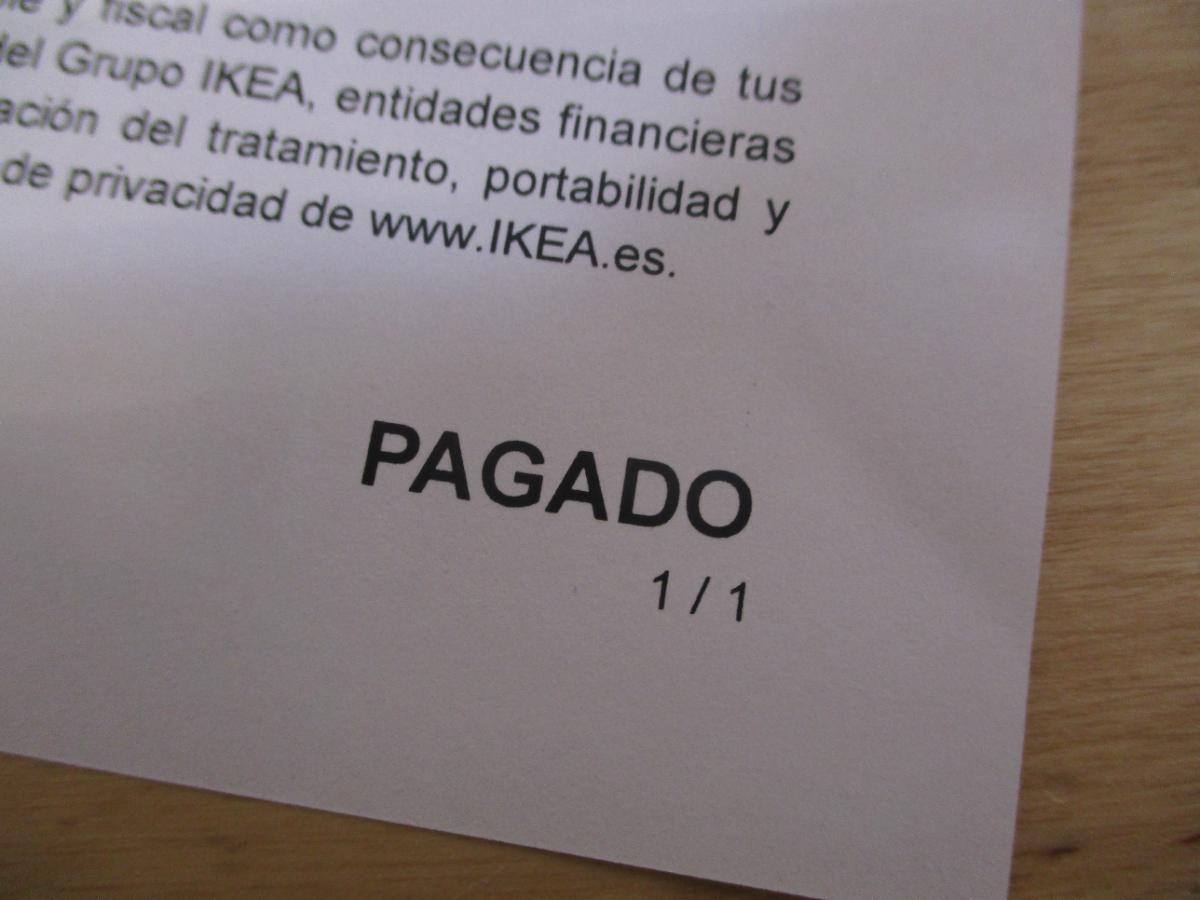 y fiscal como consecuencia de tus
del Grupo IKEA, entidades financieras
del tratamiento, portabilidad y
de privacidad de www.IKEA.es.
PAGADO
1 / 1